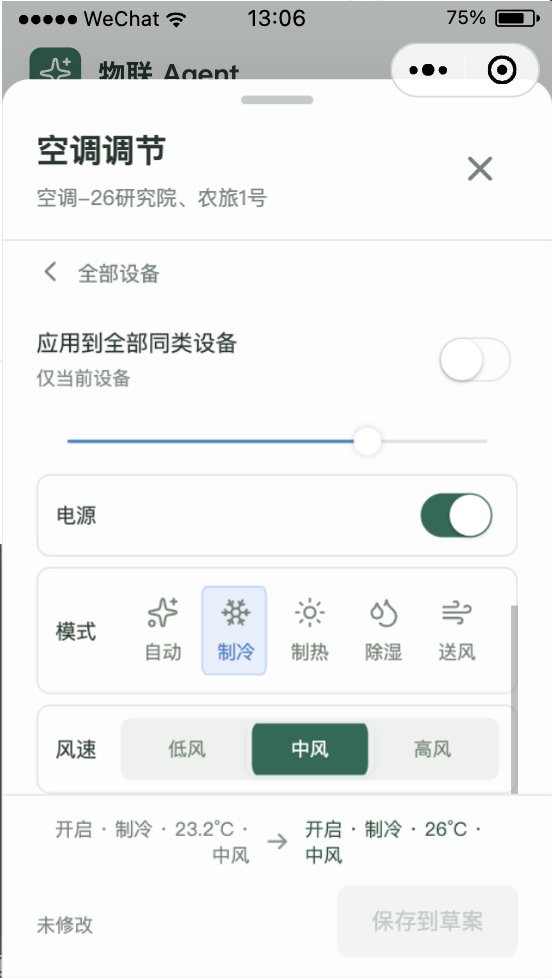 WeChat 13:06 75%
物联 Agent
空调调节
空调-26研究院、农旅1号
全部设备
应用到全部同类设备
仅当前设备
电源
模式 自动 制冷 制热 除湿 送风
风速 低风 中风 高风
开启 · 制冷 · 23.2°C · 中风 → 开启 · 制冷 · 26°C · 中风
未修改 保存到草案